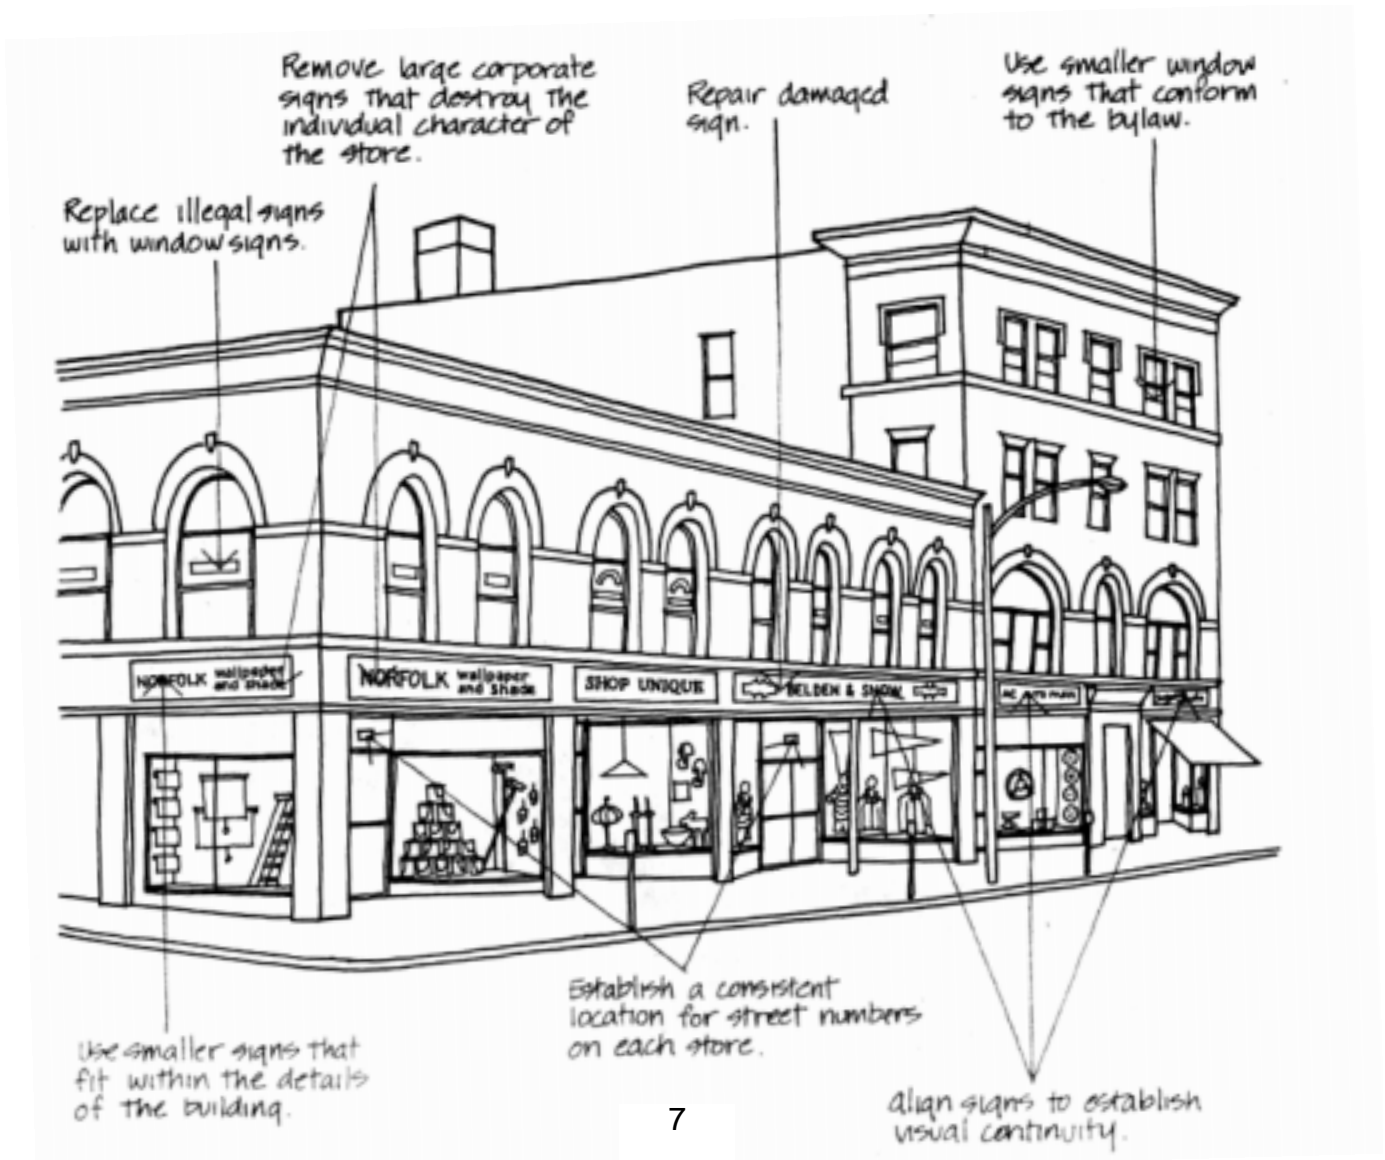 Remove large corporate
signs that destroy the
individual character of
the store.
Repair damaged
sign.
Use smaller window
signs that conform
to the bylaw.
Replace illegal signs
with window signs.
NORFOLK wallpaper
and shade
NORFOLK wallpaper
and shade
SHOP UNIQUE
BELDEN & SNOW
AUTO PARTS
Establish a consistent
location for street numbers
on each store.
Use smaller signs that
fit within the details
of the building.
Align signs to establish
visual continuity.
7